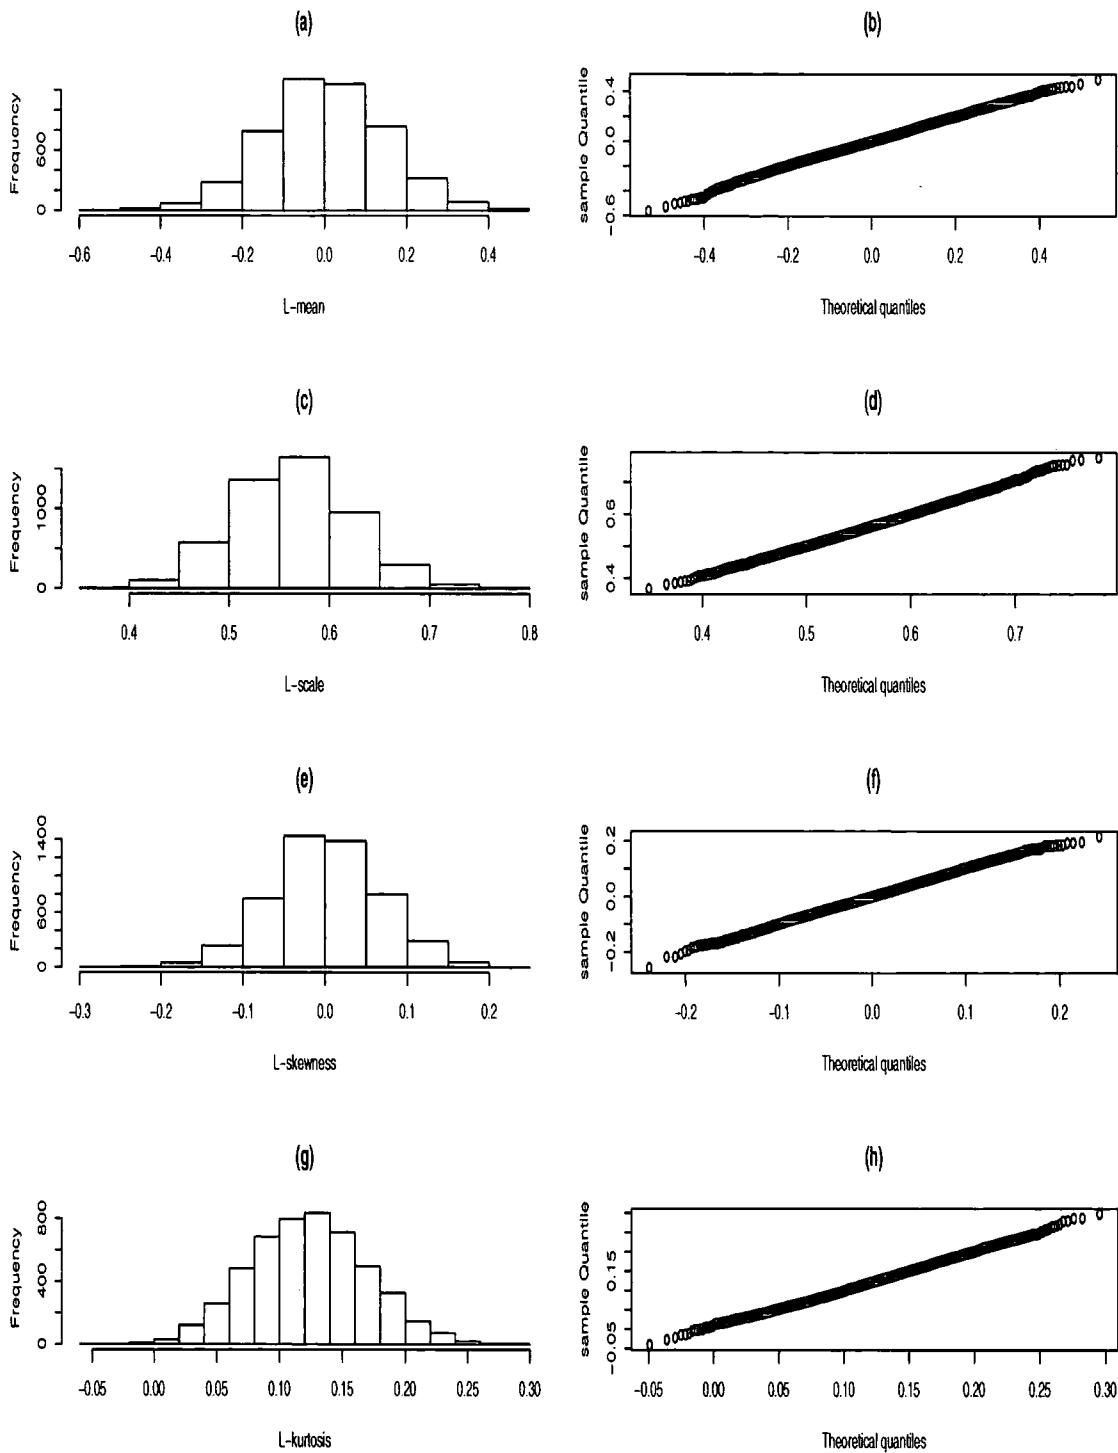 (a)
Frequency
0 600
-0.6 -0.4 -0.2 0.0 0.2 0.4
L-mean
(b)
sample Quantile
-0.6 0.0 0.4
-0.4 -0.2 0.0 0.2 0.4
Theoretical quantiles
(c)
Frequency
0 1000
0.4 0.5 0.6 0.7 0.8
L-scale
(d)
sample Quantile
0.4 0.6
0.4 0.5 0.6 0.7
Theoretical quantiles
(e)
Frequency
0 600 1400
-0.3 -0.2 -0.1 0.0 0.1 0.2
L-skewness
(f)
sample Quantile
-0.2 0.0 0.2
-0.2 -0.1 0.0 0.1 0.2
Theoretical quantiles
(g)
Frequency
0 400 800
-0.05 0.00 0.05 0.10 0.15 0.20 0.25 0.30
L-kurtosis
(h)
sample Quantile
-0.05 0.15
-0.05 0.00 0.05 0.10 0.15 0.20 0.25 0.30
Theoretical quantiles